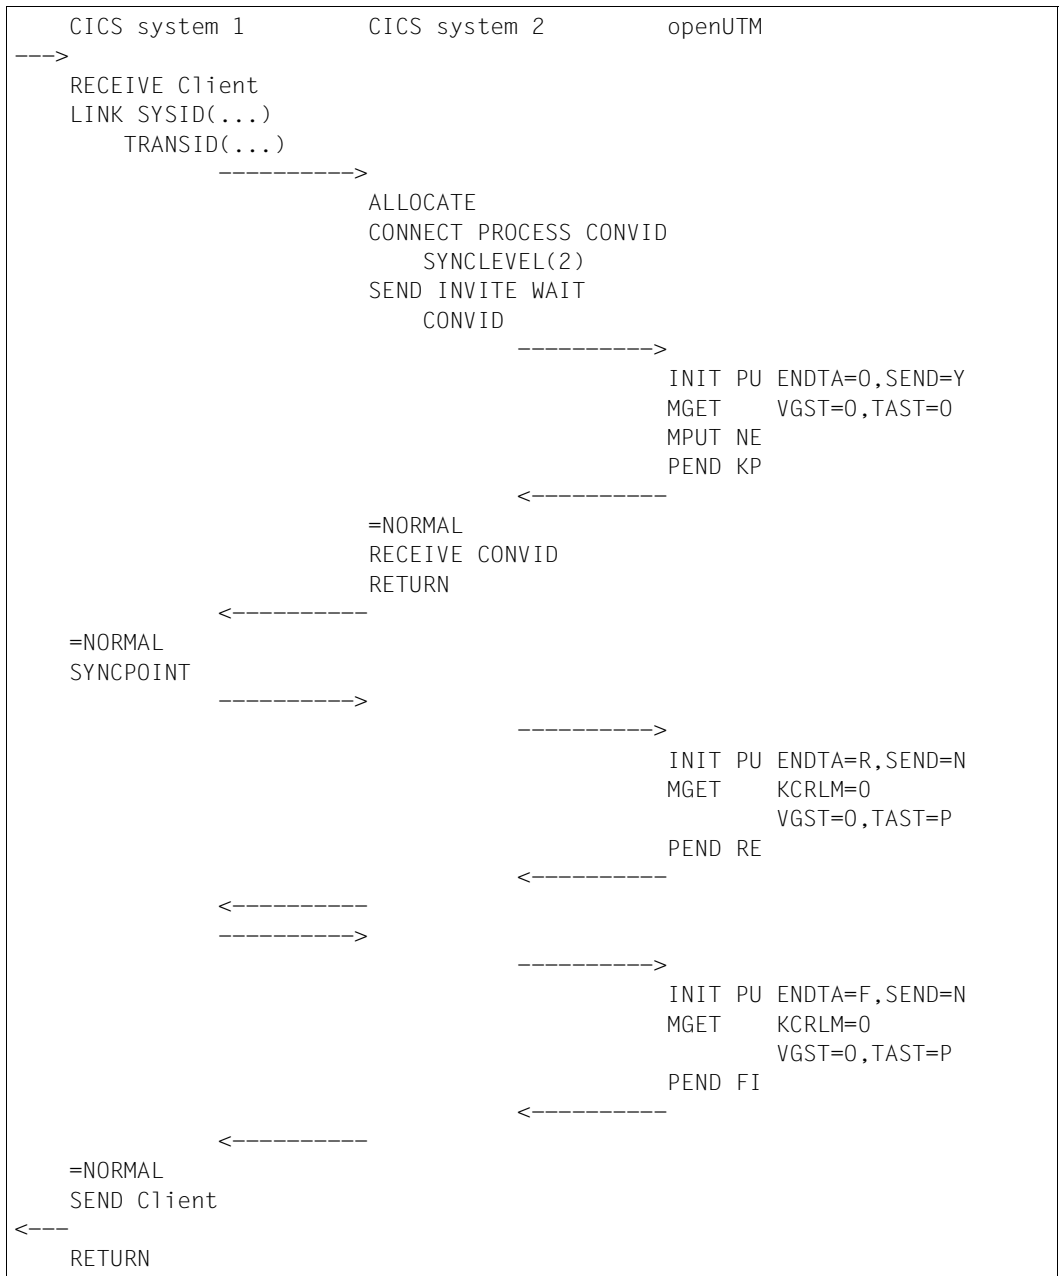 CICS system 1          CICS system 2          openUTM
--->
RECEIVE Client
LINK SYSID(...)
TRANSID(...)
---------->
ALLOCATE
CONNECT PROCESS CONVID
SYNCLEVEL(2)
SEND INVITE WAIT
CONVID
---------->
INIT PU ENDTA=O,SEND=Y
MGET    VGST=O,TAST=O
MPUT NE
PEND KP
<----------
=NORMAL
RECEIVE CONVID
RETURN
<----------
=NORMAL
SYNCPOINT
---------->
---------->
INIT PU ENDTA=R,SEND=N
MGET    KCRLM=0
VGST=O,TAST=P
PEND RE
<----------
<----------
---------->
---------->
INIT PU ENDTA=F,SEND=N
MGET    KCRLM=0
VGST=O,TAST=P
PEND FI
<----------
<----------
=NORMAL
SEND Client
<---
RETURN